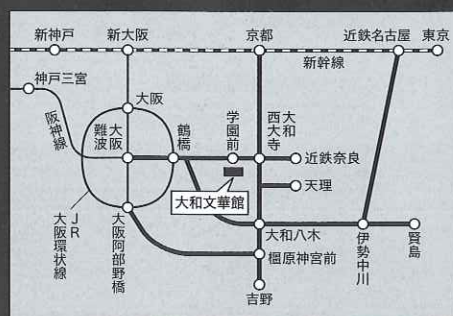 新神戸
新大阪
京都
近鉄名古屋
東京
新幹線
神戸三宮
大阪
阪神線
大阪難波
鶴橋
学園前
大和西大寺
近鉄奈良
天理
大和文華館
大和八木
JR大阪環状線
大阪阿部野橋
橿原神宮前
伊勢中川
賢島
吉野